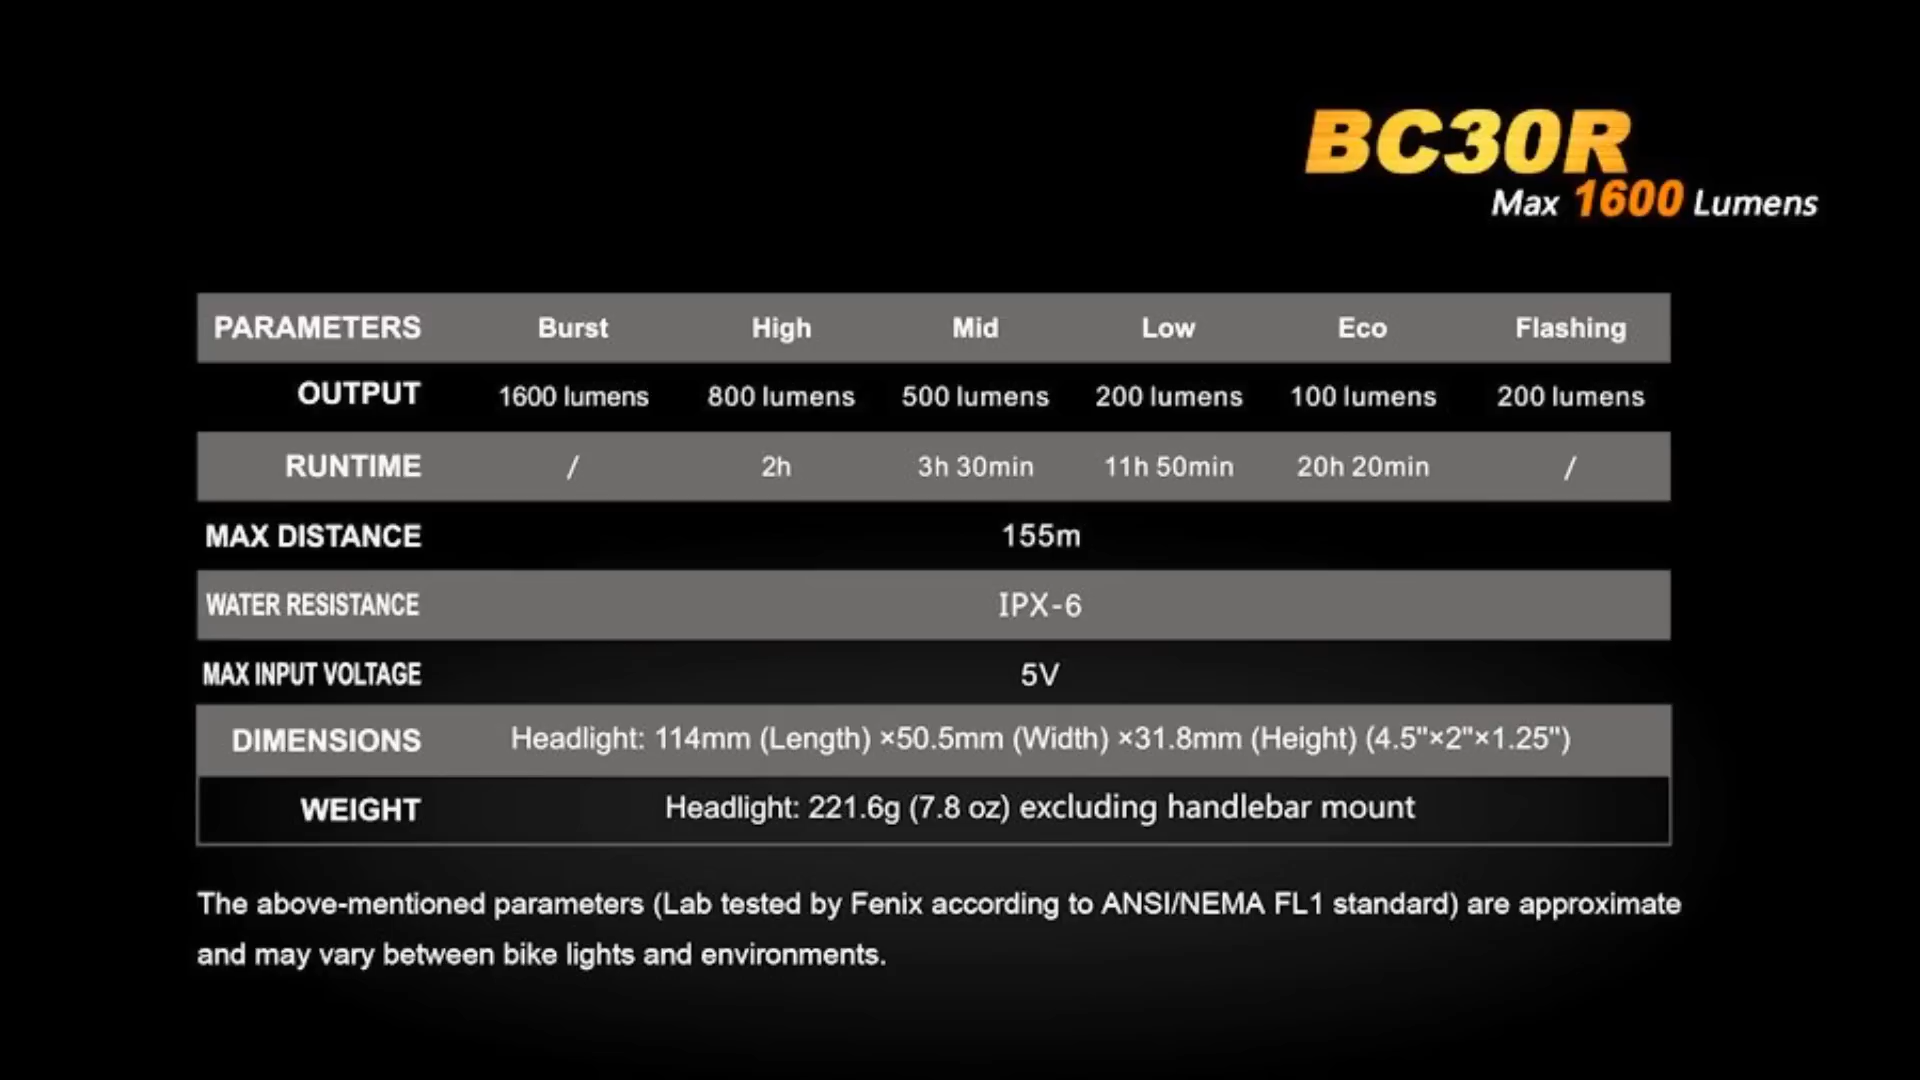 BC30R
Max 1600 Lumens
PARAMETERS Burst High Mid Low Eco Flashing
OUTPUT 1600 lumens 800 lumens 500 lumens 200 lumens 100 lumens 200 lumens
RUNTIME / 2h 3h 30min 11h 50min 20h 20min /
MAX DISTANCE 155m
WATER RESISTANCE IPX-6
MAX INPUT VOLTAGE 5V
DIMENSIONS Headlight: 114mm (Length) ×50.5mm (Width) ×31.8mm (Height) (4.5"×2"×1.25")
WEIGHT Headlight: 221.6g (7.8 oz) excluding handlebar mount
The above-mentioned parameters (Lab tested by Fenix according to ANSI/NEMA FL1 standard) are approximate
and may vary between bike lights and environments.